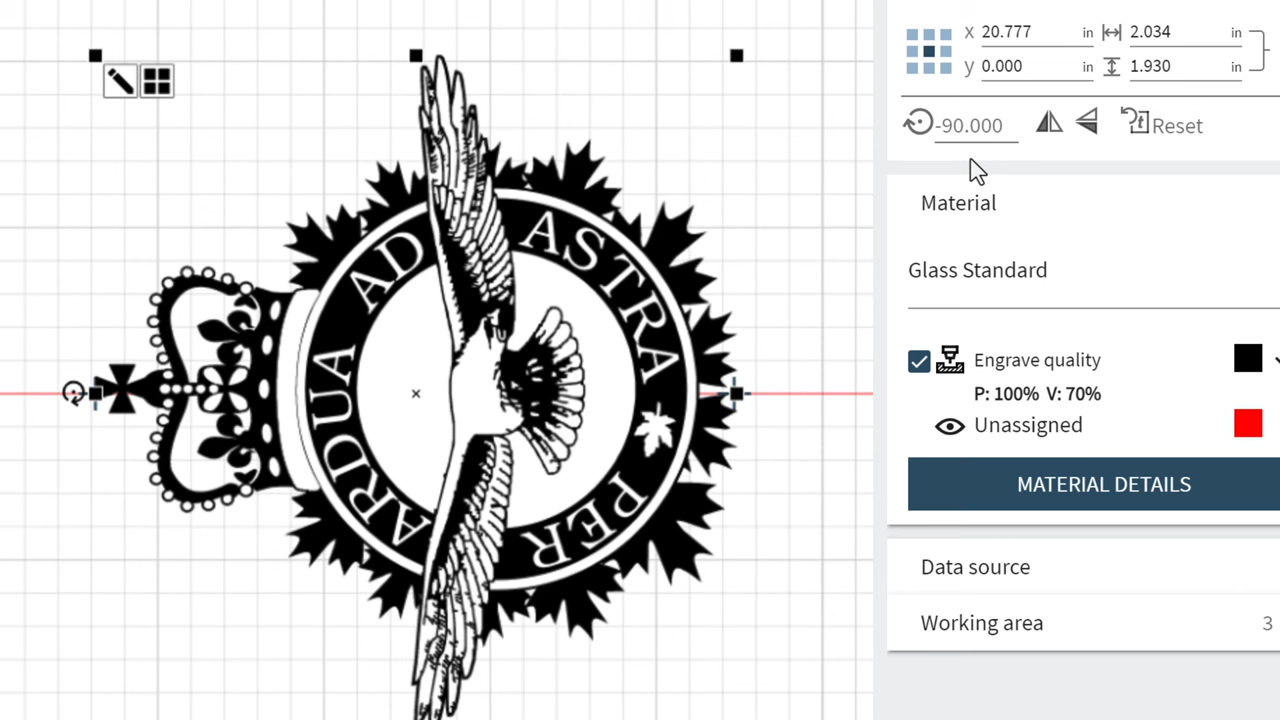 x 20.777 in 2.034 in
y 0.000 in 1.930 in
-90.000 Reset
Material
Glass Standard
Engrave quality
P: 100% V: 70%
Unassigned
MATERIAL DETAILS
Data source
Working area 3
PER ARDUA AD ASTRA